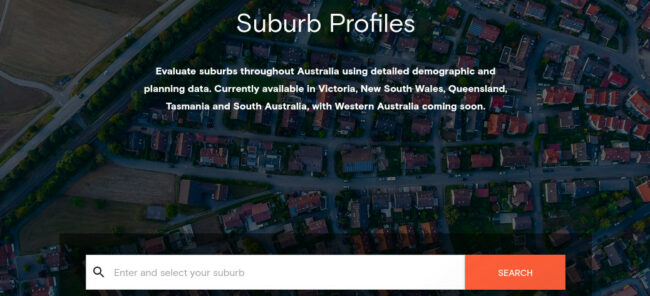 Suburb Profiles
Evaluate suburbs throughout Australia using detailed demographic and
planning data. Currently available in Victoria, New South Wales, Queensland,
Tasmania and South Australia, with Western Australia coming soon.
Enter and select your suburb
SEARCH